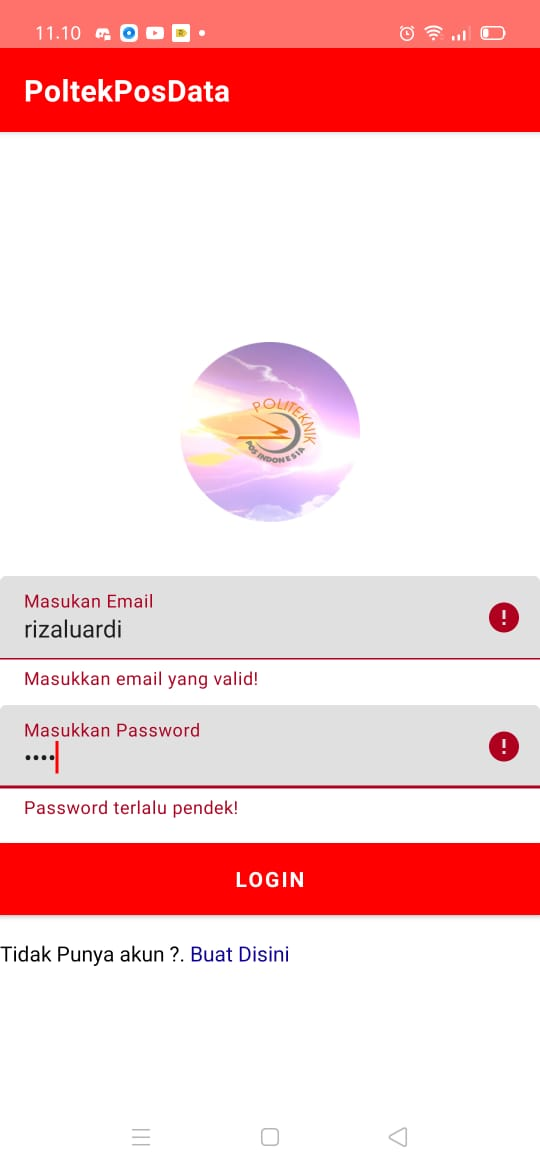 11.10
PoltekPosData
POLITEKNIK
POS INDONESIA
Masukan Email
rizaluardi
Masukkan email yang valid!
Masukkan Password
••••
Password terlalu pendek!
LOGIN
Tidak Punya akun ?. Buat Disini